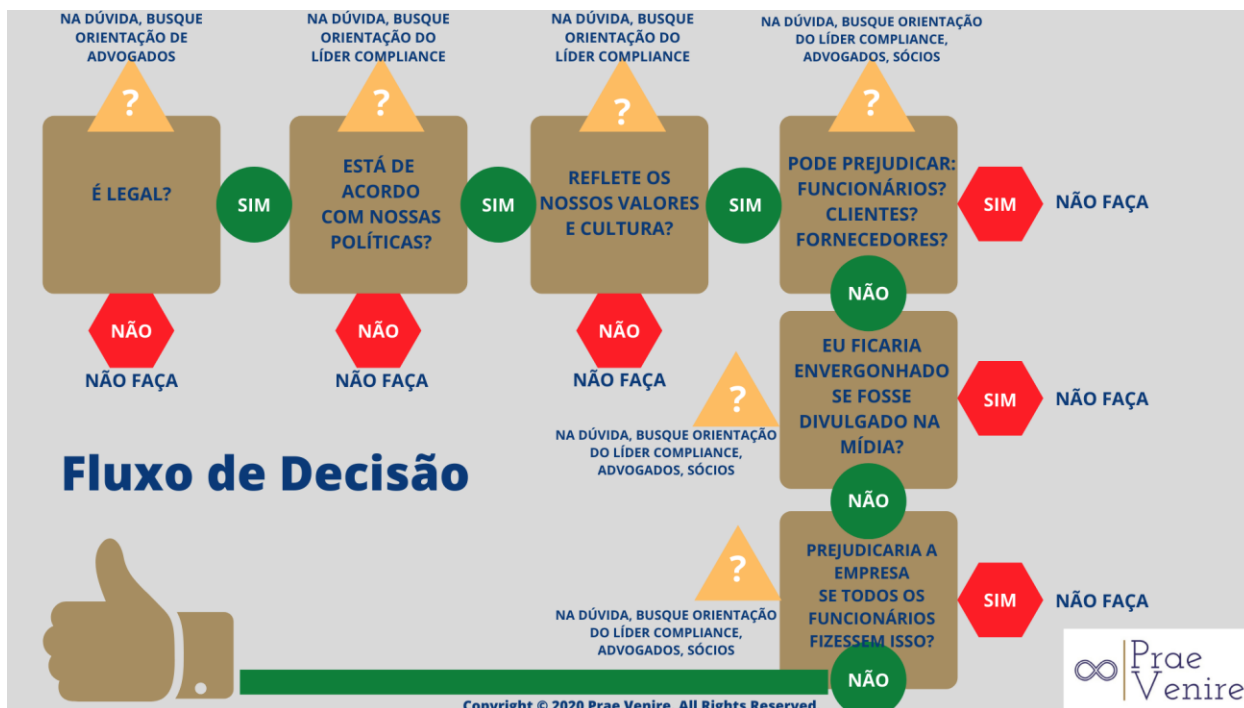 NA DÚVIDA, BUSQUE
ORIENTAÇÃO DE
ADVOGADOS
?
É LEGAL?
SIM
NÃO
NÃO FAÇA
NA DÚVIDA, BUSQUE
ORIENTAÇÃO DO
LÍDER COMPLIANCE
?
ESTÁ DE
ACORDO
COM NOSSAS
POLÍTICAS?
SIM
NÃO
NÃO FAÇA
NA DÚVIDA, BUSQUE
ORIENTAÇÃO DO
LÍDER COMPLIANCE
?
REFLETE OS
NOSSOS VALORES
E CULTURA?
SIM
NÃO
NÃO FAÇA
NA DÚVIDA, BUSQUE ORIENTAÇÃO
DO LÍDER COMPLIANCE,
ADVOGADOS, SÓCIOS
?
PODE PREJUDICAR:
FUNCIONÁRIOS?
CLIENTES?
FORNECEDORES?
SIM
NÃO FAÇA
NÃO
EU FICARIA
ENVERGONHADO
SE FOSSE
DIVULGADO NA
MÍDIA?
?
NA DÚVIDA, BUSQUE ORIENTAÇÃO
DO LÍDER COMPLIANCE,
ADVOGADOS, SÓCIOS
SIM
NÃO FAÇA
NÃO
PREJUDICARIA A
EMPRESA
SE TODOS OS
FUNCIONÁRIOS
FIZESSEM ISSO?
?
NA DÚVIDA, BUSQUE ORIENTAÇÃO
DO LÍDER COMPLIANCE,
ADVOGADOS, SÓCIOS
SIM
NÃO FAÇA
NÃO
Fluxo de Decisão
Prae
Venire
Copyright © 2020 Prae Venire. All Rights Reserved